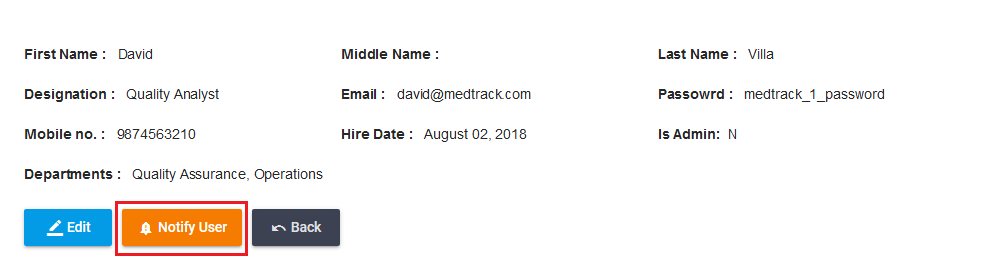 First Name : David Middle Name : Last Name : Villa
Designation : Quality Analyst Email : david@medtrack.com Passowrd : medtrack_1_password
Mobile no. : 9874563210 Hire Date : August 02, 2018 Is Admin: N
Departments : Quality Assurance, Operations
Edit Notify User Back